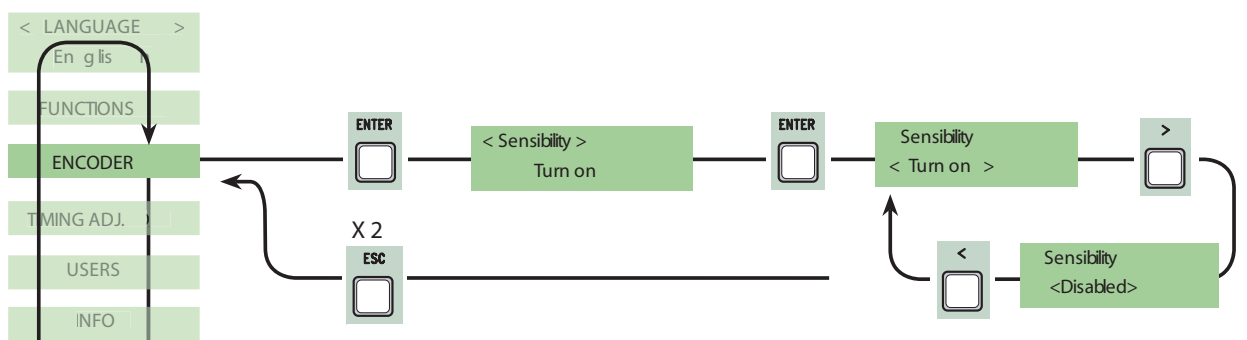 < LANGUAGE >
En g lis h
FUNCTIONS
ENCODER
TIMING ADJ.
USERS
INFO
ENTER
< Sensibility >
Turn on
ENTER
Sensibility
< Turn on >
>
X 2
ESC
<
Sensibility
<Disabled>